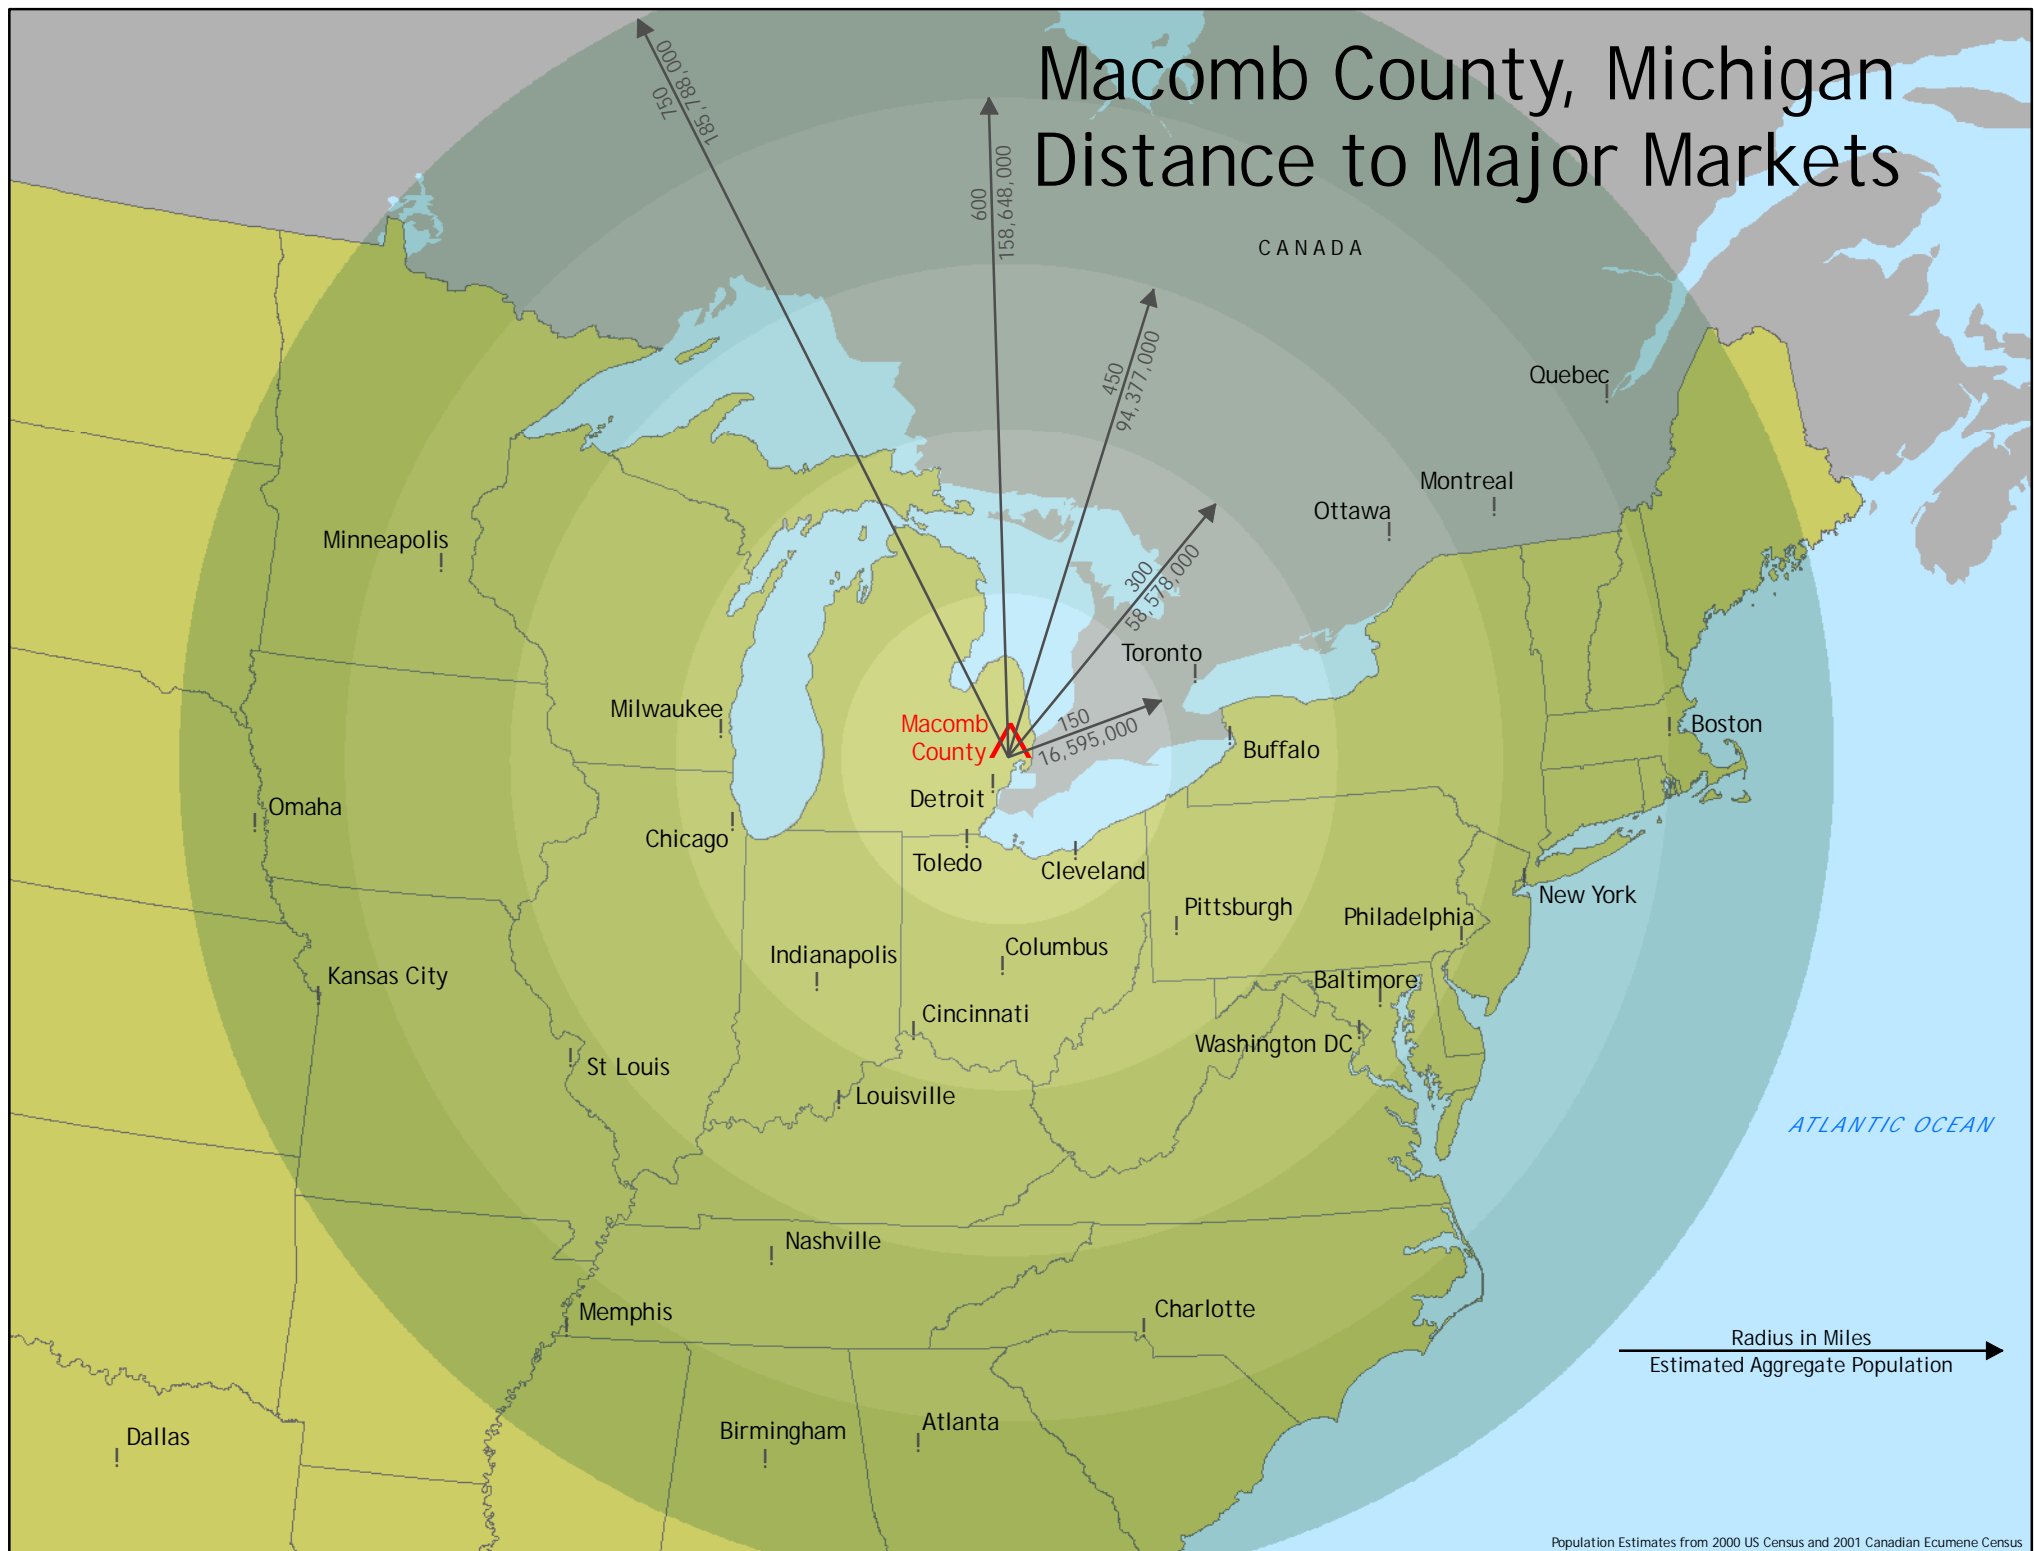 Macomb County, Michigan
Distance to Major Markets
750
185,788,000
600
158,648,000
CANADA
450
94,377,000
Quebec
Montreal
Ottawa
Minneapolis
300
58,578,000
Toronto
Milwaukee
Macomb
County
150
16,595,000
Boston
Buffalo
Omaha
Detroit
Chicago
Toledo
Cleveland
New York
Pittsburgh
Philadelphia
Columbus
Indianapolis
Kansas City
Baltimore
Cincinnati
Washington DC
St Louis
Louisville
ATLANTIC OCEAN
Nashville
Memphis
Charlotte
Radius in Miles
Estimated Aggregate Population
Birmingham
Atlanta
Dallas
Population Estimates from 2000 US Census and 2001 Canadian Ecumene Census